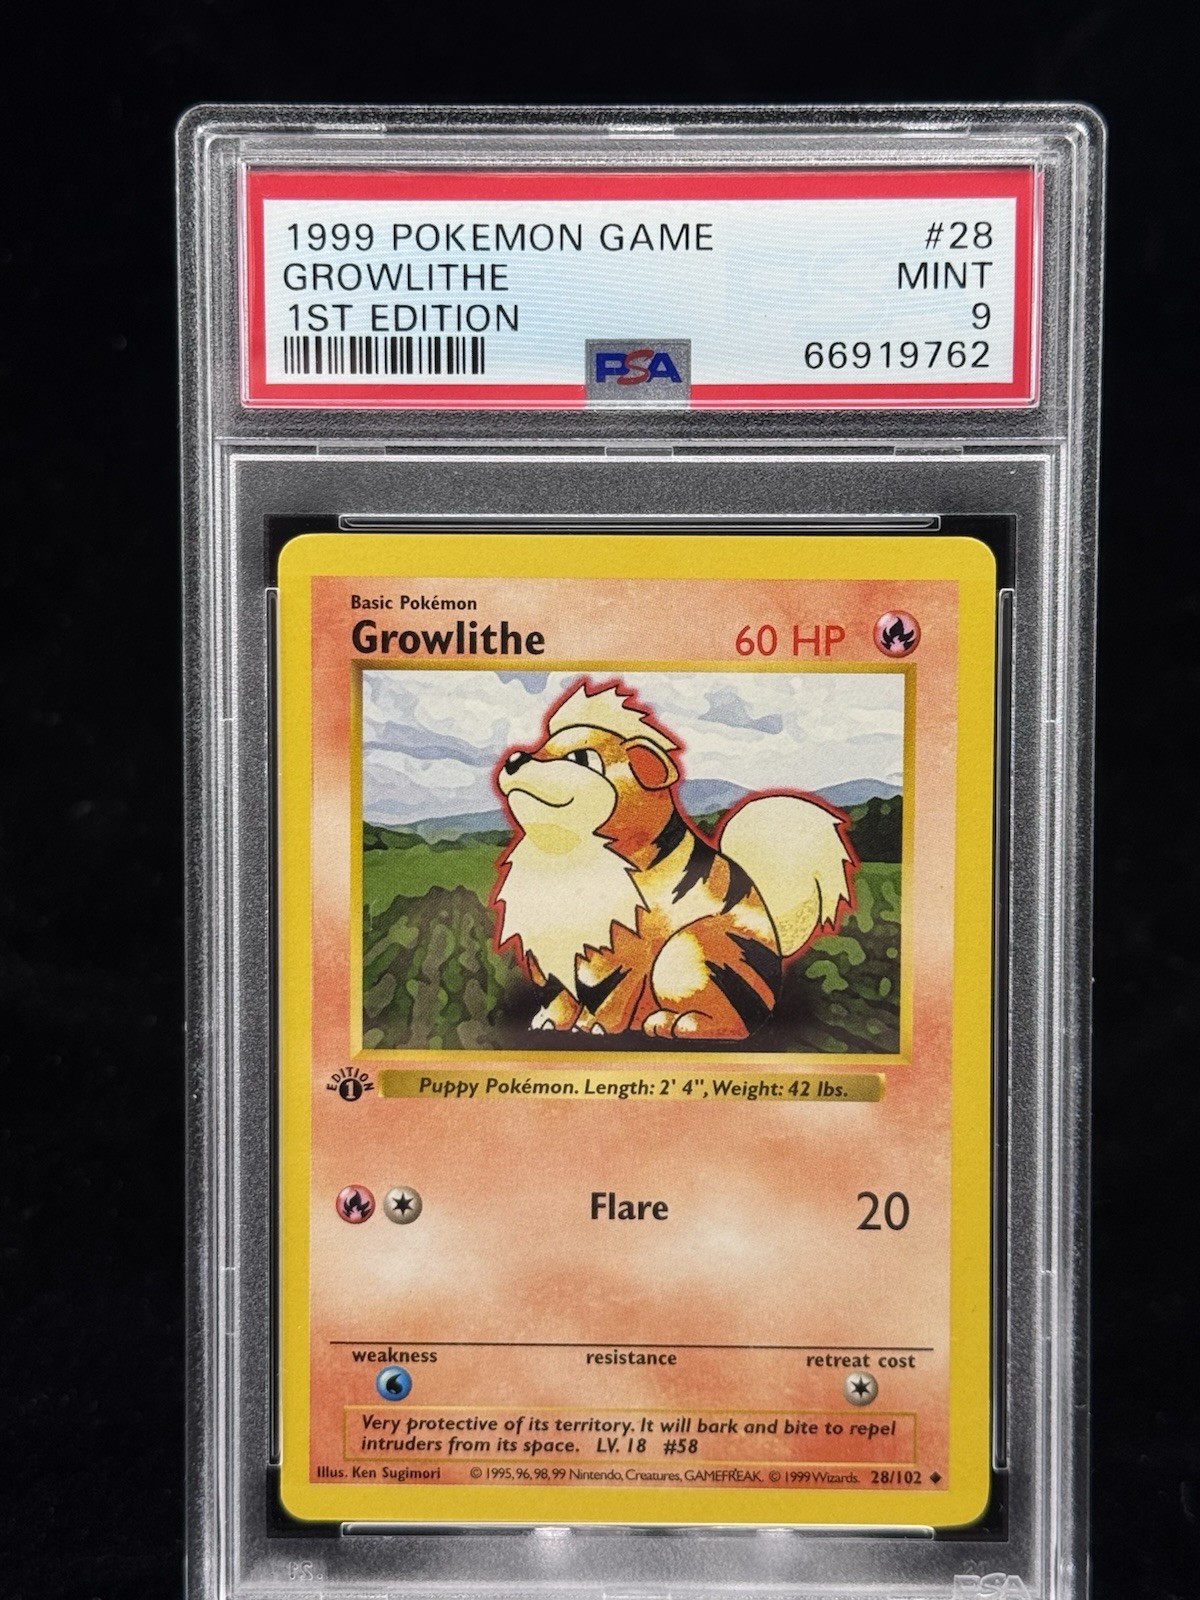 1999 POKEMON GAME #28
GROWLITHE MINT
1ST EDITION 9
PSA 66919762
Basic Pokémon
Growlithe 60 HP
EDITION 1
Puppy Pokémon. Length: 2' 4", Weight: 42 lbs.
Flare 20
weakness resistance retreat cost
Very protective of its territory. It will bark and bite to repel
intruders from its space. LV. 18 #58
Illus. Ken Sugimori © 1995, 96, 98, 99 Nintendo, Creatures, GAMEFREAK. © 1999 Wizards. 28/102
PSA